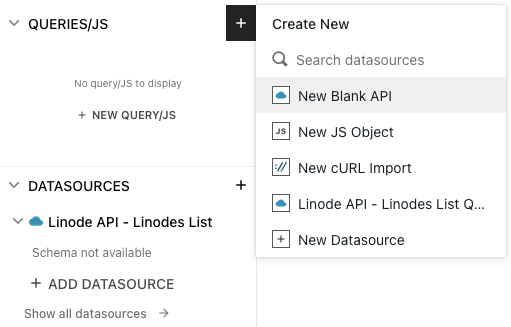 QUERIES/JS
+
No query/JS to display
+ NEW QUERY/JS
DATASOURCES
+
Linode API - Linodes List
Schema not available
+ ADD DATASOURCE
Show all datasources →
Create New
Search datasources
New Blank API
JS New JS Object
New cURL Import
Linode API - Linodes List Q...
+ New Datasource